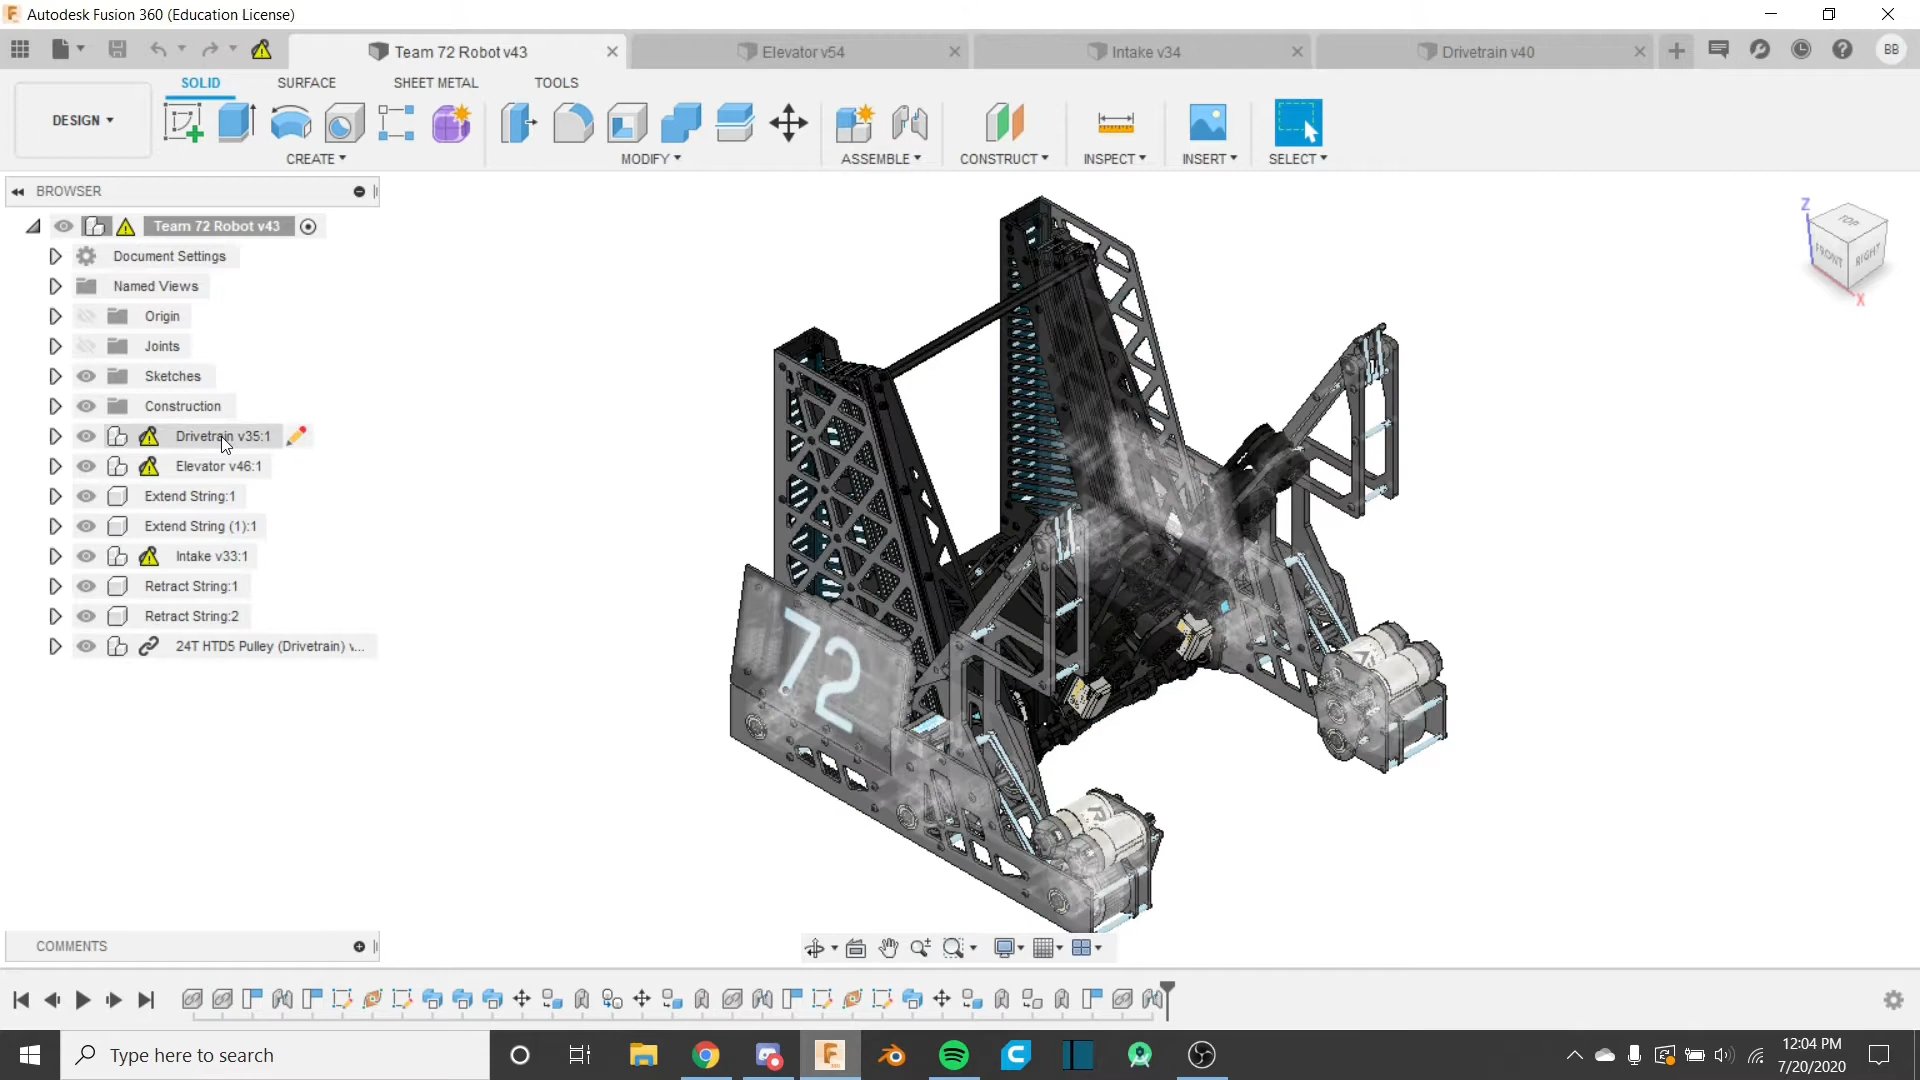 Autodesk Fusion 360 (Education License)
Team 72 Robot v43
Elevator v54
Intake v34
Drivetrain v40
BB
SOLID
SURFACE
SHEET METAL
TOOLS
DESIGN
CREATE
MODIFY
ASSEMBLE
CONSTRUCT
INSPECT
INSERT
SELECT
BROWSER
Team 72 Robot v43
Document Settings
Named Views
Origin
Joints
Sketches
Construction
Drivetrain v35:1
Elevator v46:1
Extend String:1
Extend String (1):1
Intake v33:1
Retract String:1
Retract String:2
24T HTD5 Pulley (Drivetrain) v...
Z
TOP
FRONT
RIGHT
X
72
COMMENTS
Type here to search
12:04 PM
7/20/2020